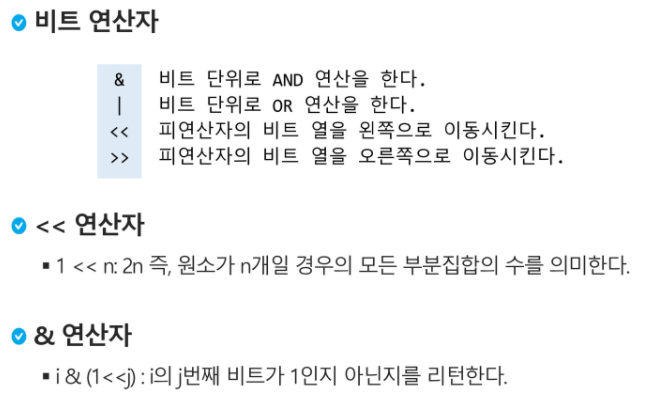 비트 연산자
& 비트 단위로 AND 연산을 한다.
| 비트 단위로 OR 연산을 한다.
<< 피연산자의 비트 열을 왼쪽으로 이동시킨다.
>> 피연산자의 비트 열을 오른쪽으로 이동시킨다.
<< 연산자
▪ 1 << n: 2n 즉, 원소가 n개일 경우의 모든 부분집합의 수를 의미한다.
& 연산자
▪ i & (1<<j) : i의 j번째 비트가 1인지 아닌지를 리턴한다.